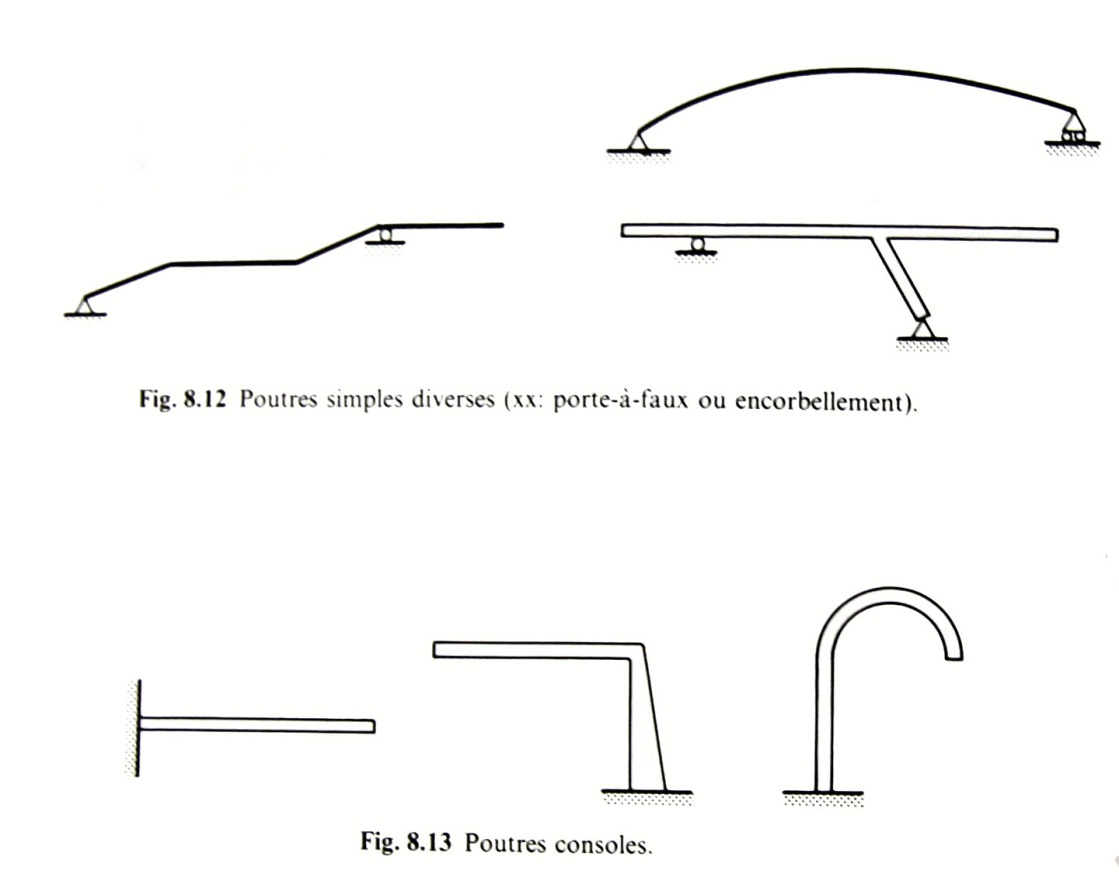 Fig. 8.12 Poutres simples diverses (xx: porte-à-faux ou encorbellement).
Fig. 8.13 Poutres consoles.